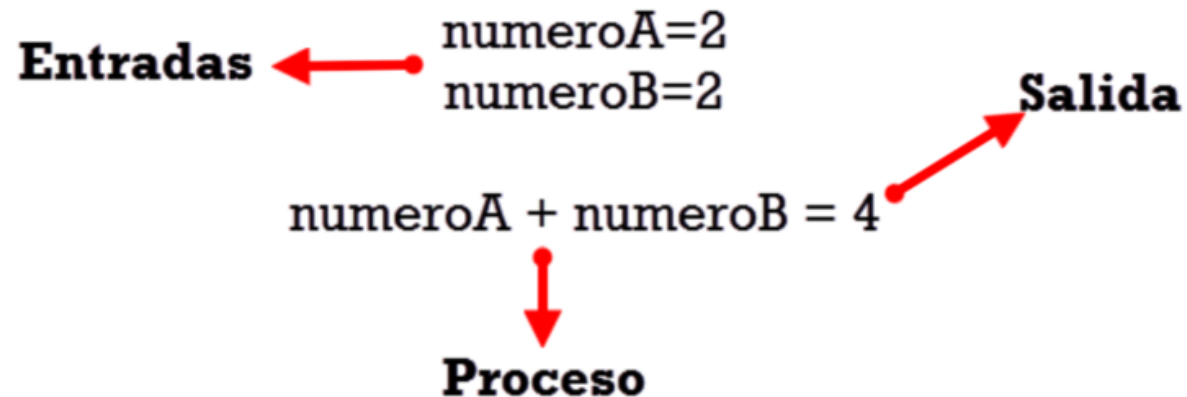 numeroA=2
Entradas
numeroB=2
Salida
numeroA + numeroB = 4
Proceso